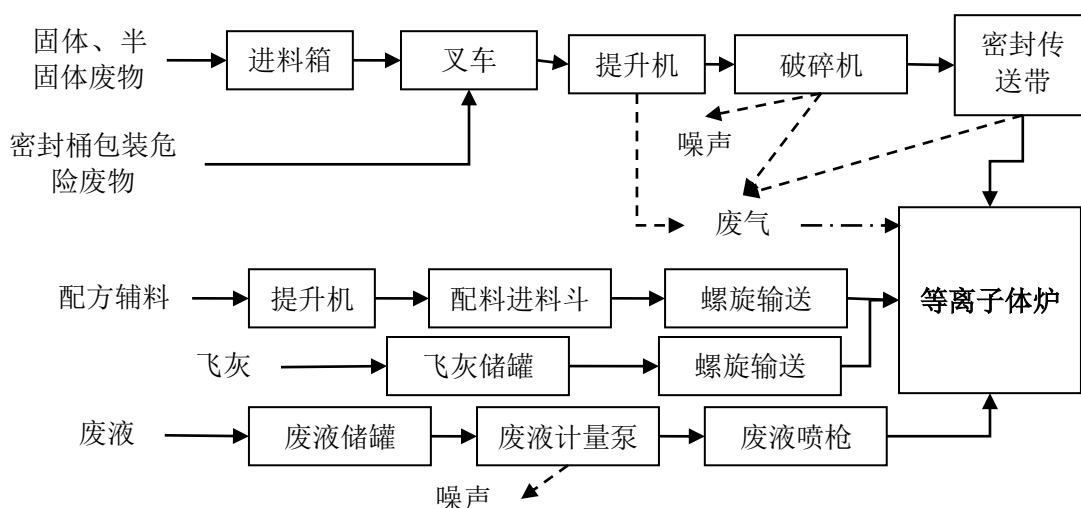 固体、半
固体废物
进料箱
叉车
提升机
破碎机
密封传
送带
噪声
密封桶包装危
险废物
废气
配方辅料
提升机
配料进料斗
螺旋输送
等离子体炉
飞灰
飞灰储罐
螺旋输送
废液
废液储罐
废液计量泵
废液喷枪
噪声